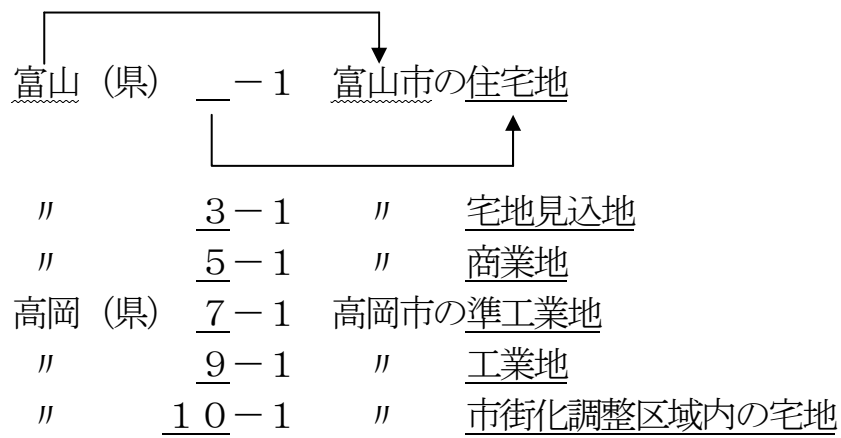 富山（県） ＿－１ 富山市の住宅地
〃 ３－１ 〃 宅地見込地
〃 ５－１ 〃 商業地
高岡（県） ７－１ 高岡市の準工業地
〃 ９－１ 〃 工業地
〃 １０－１ 〃 市街化調整区域内の宅地